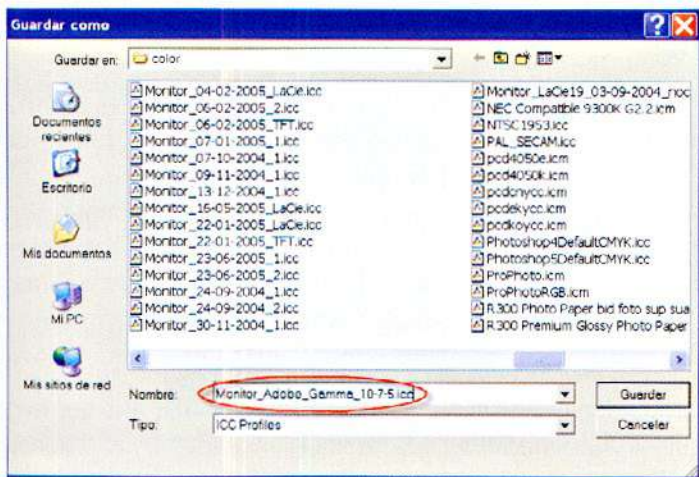 Guardar como
Guardar en:
color
Documentos
recientes
Escritorio
Mis documentos
Mi PC
Mis sitios de red
Monitor_04-02-2005_LaCie.icc
Monitor_06-02-2005_2.icc
Monitor_06-02-2005_TFT.icc
Monitor_07-01-2005_1.icc
Monitor_07-10-2004_1.icc
Monitor_09-11-2004_1.icc
Monitor_13-12-2004_1.icc
Monitor_16-05-2005_LaCie.icc
Monitor_22-01-2005_LaCie.icc
Monitor_22-01-2005_TFT.icc
Monitor_23-06-2005_1.icc
Monitor_23-06-2005_2.icc
Monitor_24-09-2004_1.icc
Monitor_24-09-2004_2.icc
Monitor_30-11-2004_1.icc
Monitor_LaCie19_03-09-2004_noc
NEC Compatible 9300K G2.2.icm
NTSC1953.icc
PAL_SECAM.icc
pcd4050e.icm
pcd4050k.icm
pcdcnycc.icm
pcdekycc.icm
pcdkoycc.icm
Photoshop4DefaultCMYK.icc
Photoshop5DefaultCMYK.icc
ProPhoto.icm
ProPhotoRGB.icm
R300 Photo Paper bid foto sup sua
R300 Premium Glossy Photo Paper
Nombre:
Monitor_Adobe_Gamma_10-7-5.icc
Guardar
Tipo:
ICC Profiles
Cancelar